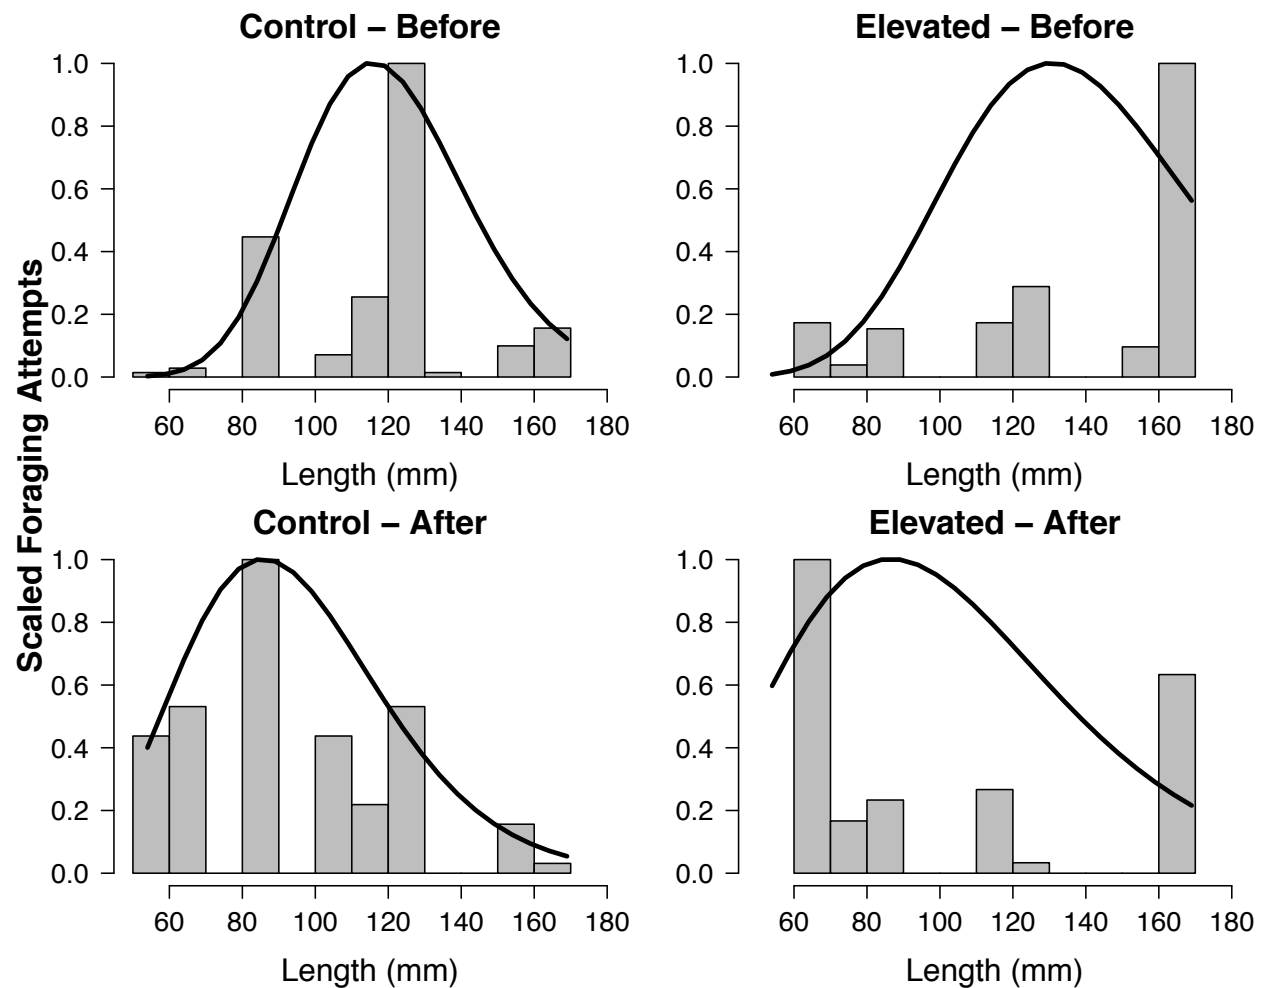 Scaled Foraging Attempts
Control – Before
1.0
0.8
0.6
0.4
0.2
0.0
60 80 100 120 140 160 180
Length (mm)
Elevated – Before
1.0
0.8
0.6
0.4
0.2
0.0
60 80 100 120 140 160 180
Length (mm)
Control – After
1.0
0.8
0.6
0.4
0.2
0.0
60 80 100 120 140 160 180
Length (mm)
Elevated – After
1.0
0.8
0.6
0.4
0.2
0.0
60 80 100 120 140 160 180
Length (mm)